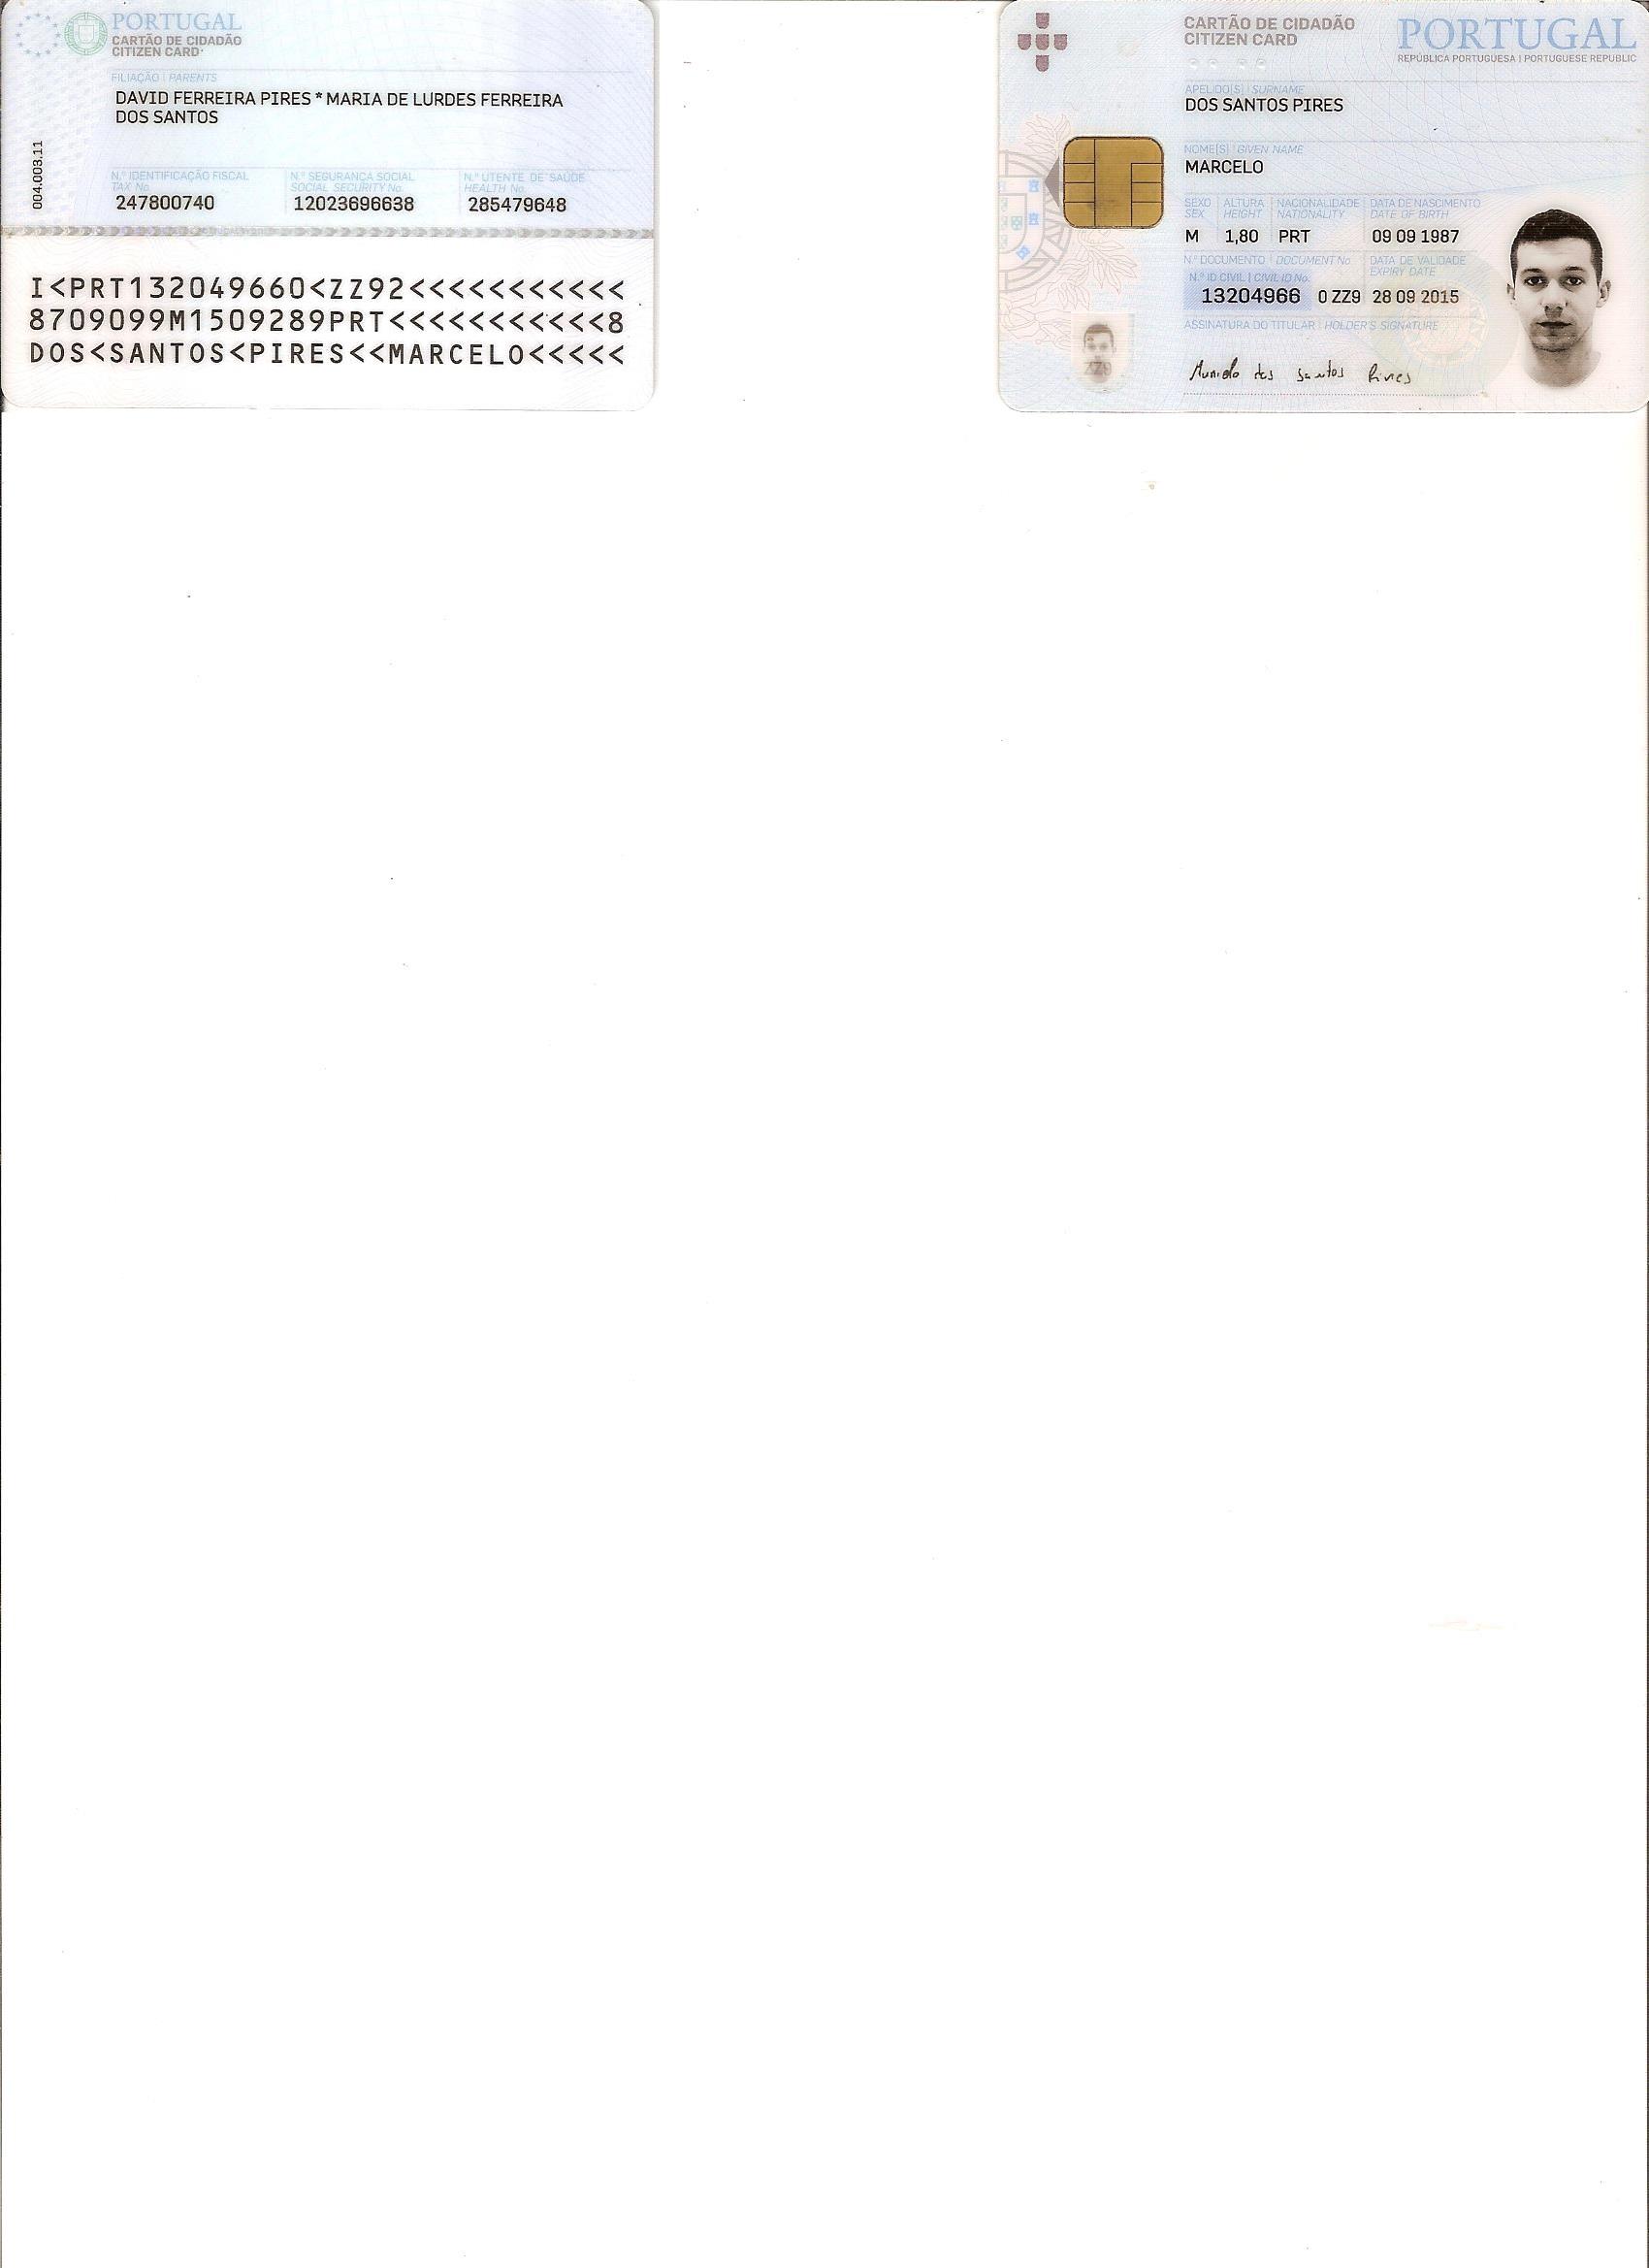 PORTUGAL
CARTÃO DE CIDADÃO
CITIZEN CARD
FILIAÇÃO | PARENTS
DAVID FERREIRA PIRES * MARIA DE LURDES FERREIRA
DOS SANTOS
004.003.11
N.º IDENTIFICAÇÃO FISCAL
TAX No.
247800740
N.º SEGURANÇA SOCIAL
SOCIAL SECURITY No.
12023696638
N.º UTENTE DE SAÚDE
HEALTH No.
285479648
I<PRT132049660<ZZ92<<<<<<<<<<<
8709099M1509289PRT<<<<<<<<<<<8
DOS<SANTOS<PIRES<<MARCELO<<<<<
CARTÃO DE CIDADÃO
CITIZEN CARD
PORTUGAL
REPÚBLICA PORTUGUESA | PORTUGUESE REPUBLIC
APELIDO[S] | SURNAME
DOS SANTOS PIRES
NOME[S] | GIVEN NAME
MARCELO
SEXO ALTURA NACIONALIDADE DATA DE NASCIMENTO
SEX HEIGHT NATIONALITY DATE OF BIRTH
M 1,80 PRT 09 09 1987
N.º DOCUMENTO | DOCUMENT No. DATA DE VALIDADE
N.º ID CIVIL | CIVIL ID No. EXPIRY DATE
13204966 0 ZZ9 28 09 2015
ASSINATURA DO TITULAR | HOLDER'S SIGNATURE
ZZ9
Marcelo dos Santos Pires